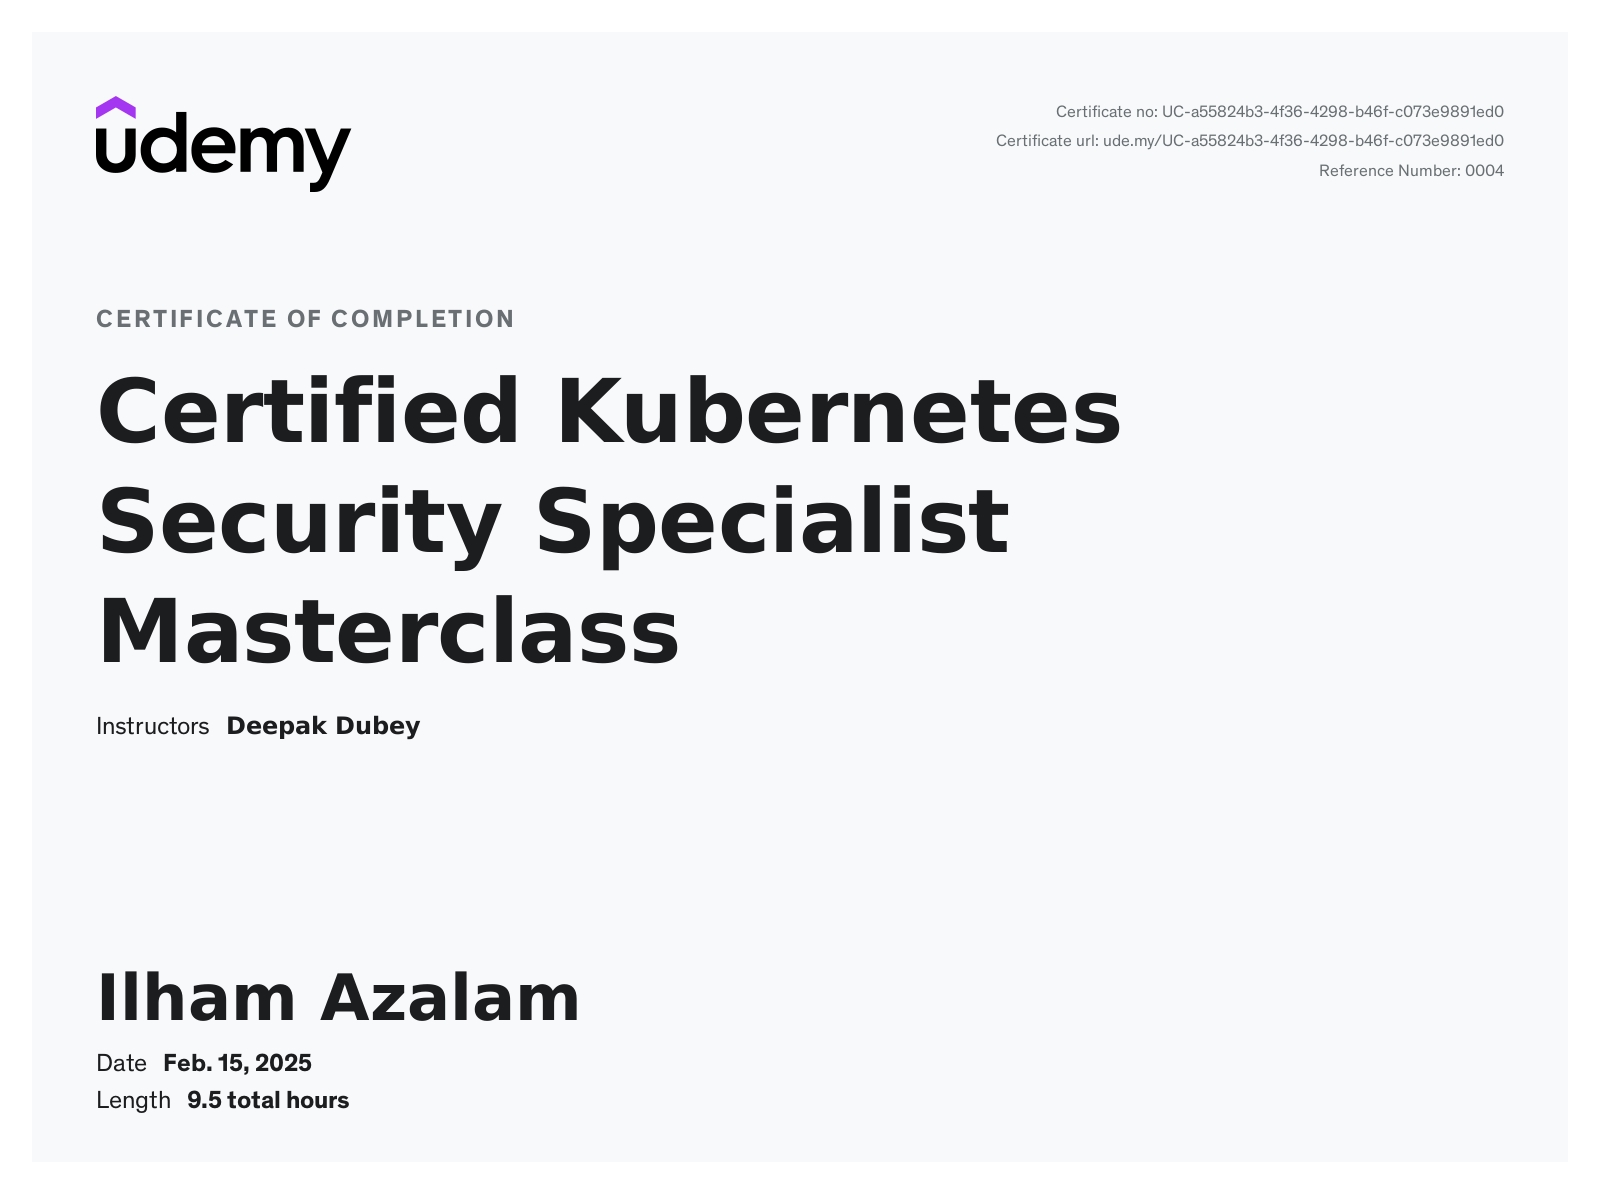 udemy
Certificate no: UC-a55824b3-4f36-4298-b46f-c073e9891ed0
Certificate url: ude.my/UC-a55824b3-4f36-4298-b46f-c073e9891ed0
Reference Number: 0004
CERTIFICATE OF COMPLETION
Certified Kubernetes
Security Specialist
Masterclass
Instructors Deepak Dubey
Ilham Azalam
Date Feb. 15, 2025
Length 9.5 total hours